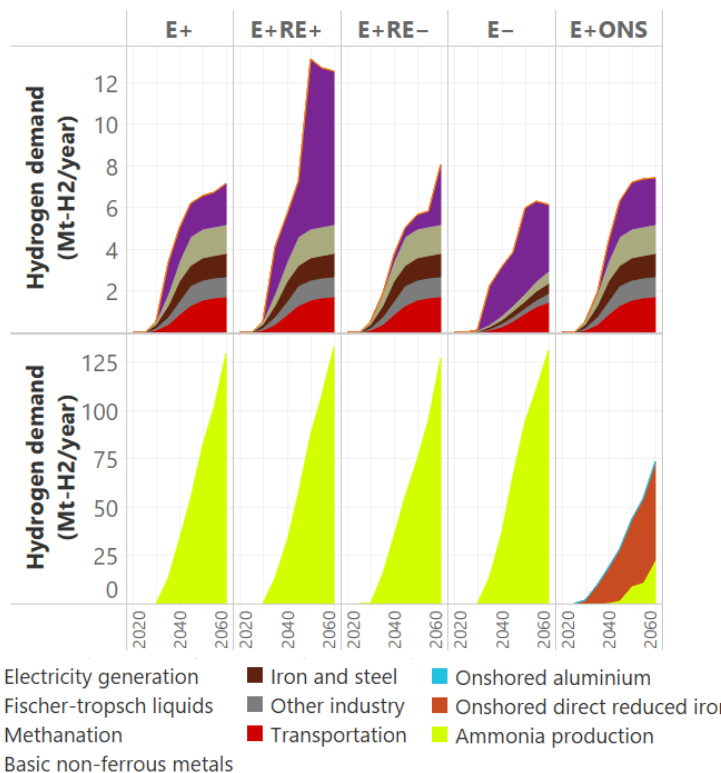 E+ E+RE+ E+RE− E− E+ONS
Hydrogen demand
(Mt-H2/year)
12
10
8
6
4
2
Hydrogen demand
(Mt-H2/year)
125
100
75
50
25
0
2020 2040 2060 2020 2040 2060 2020 2040 2060 2020 2040 2060 2020 2040 2060
Electricity generation Iron and steel Onshored aluminium
Fischer-tropsch liquids Other industry Onshored direct reduced iron
Methanation Transportation Ammonia production
Basic non-ferrous metals